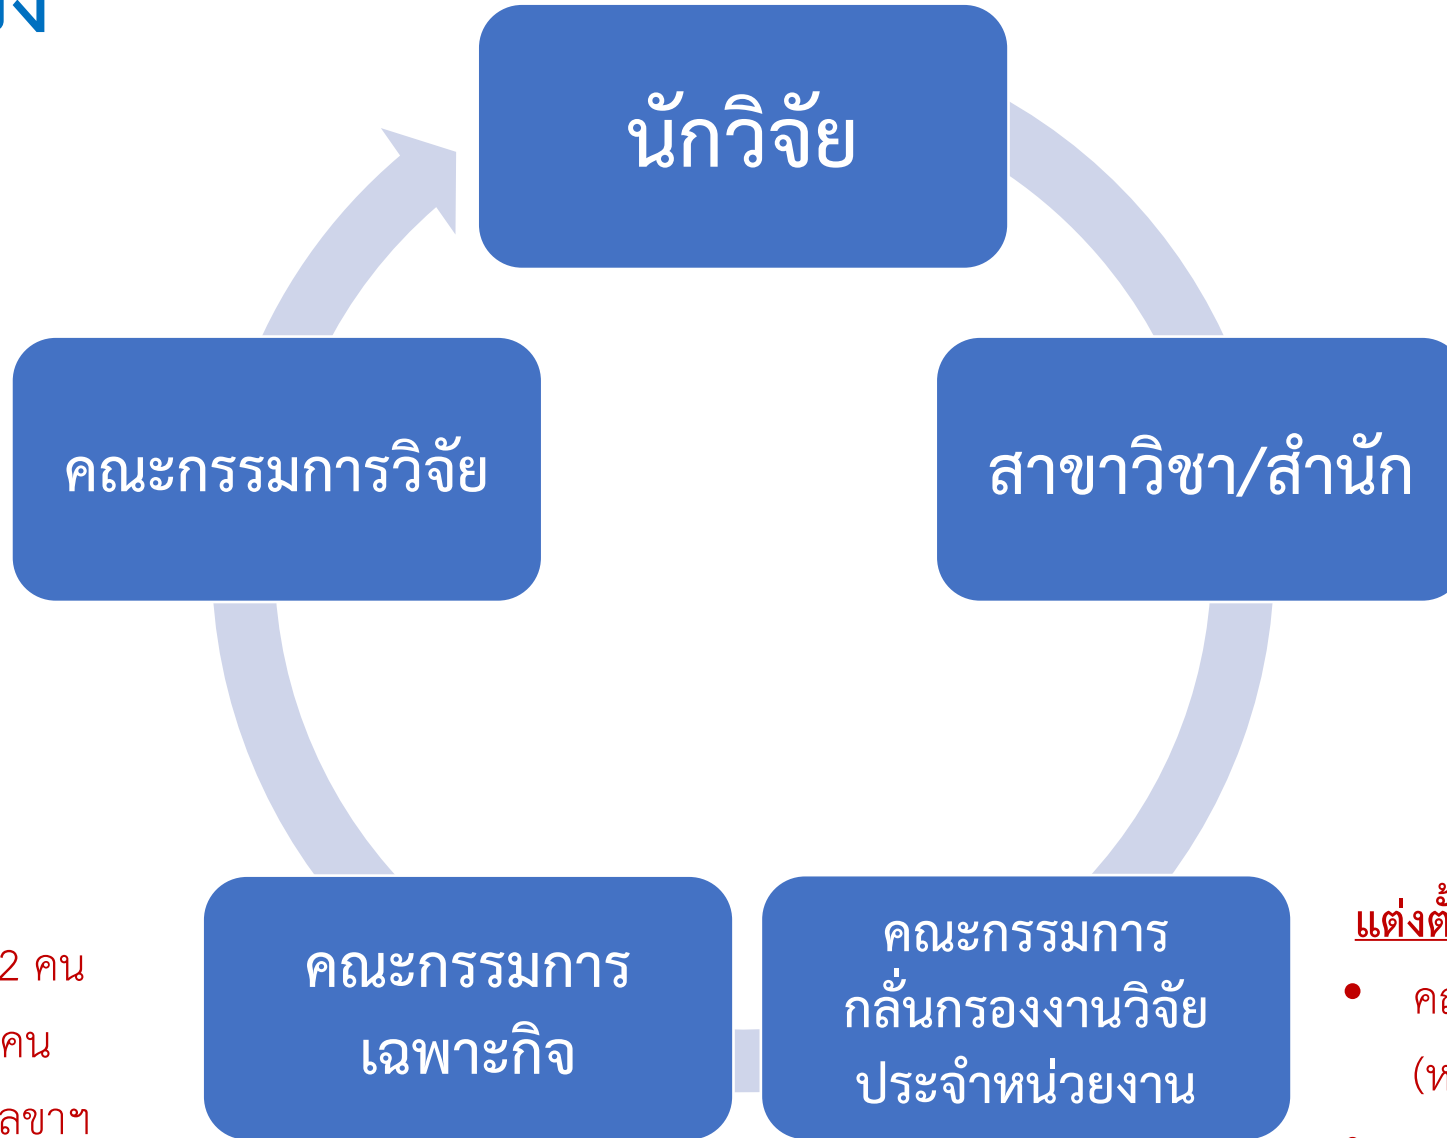 นักวิจัย
คณะกรรมการวิจัย
สาขาวิชา/สำนัก
คณะกรรมการ
เฉพาะกิจ
คณะกรรมการ
กลั่นกรองงานวิจัย
ประจำหน่วยงาน
2 คน
คน
ลขาฯ
แต่งตั้